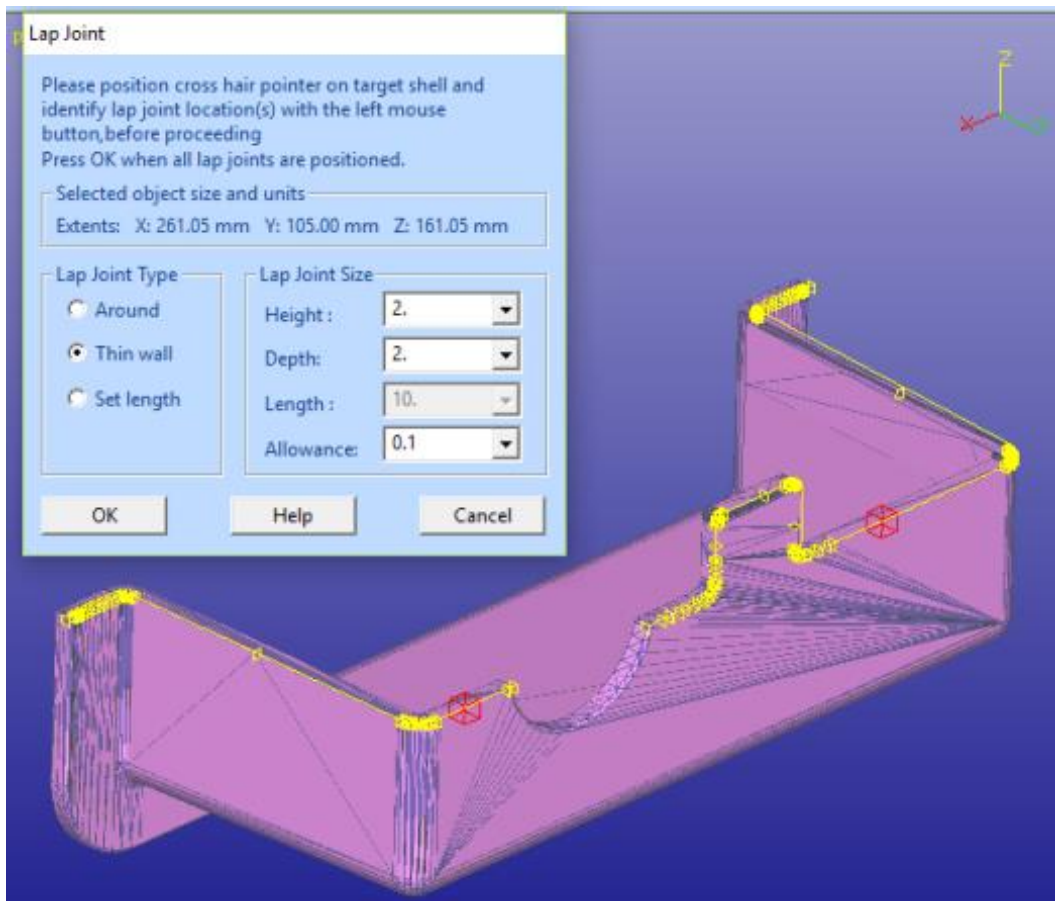 Lap Joint
Please position cross hair pointer on target shell and
identify lap joint location(s) with the left mouse
button,before proceeding
Press OK when all lap joints are positioned.
Selected object size and units
Extents: X: 261.05 mm Y: 105.00 mm Z: 161.05 mm
Lap Joint Type
Around
Thin wall
Set length
Lap Joint Size
Height : 2.
Depth: 2.
Length : 10.
Allowance: 0.1
OK Help Cancel
Z
X